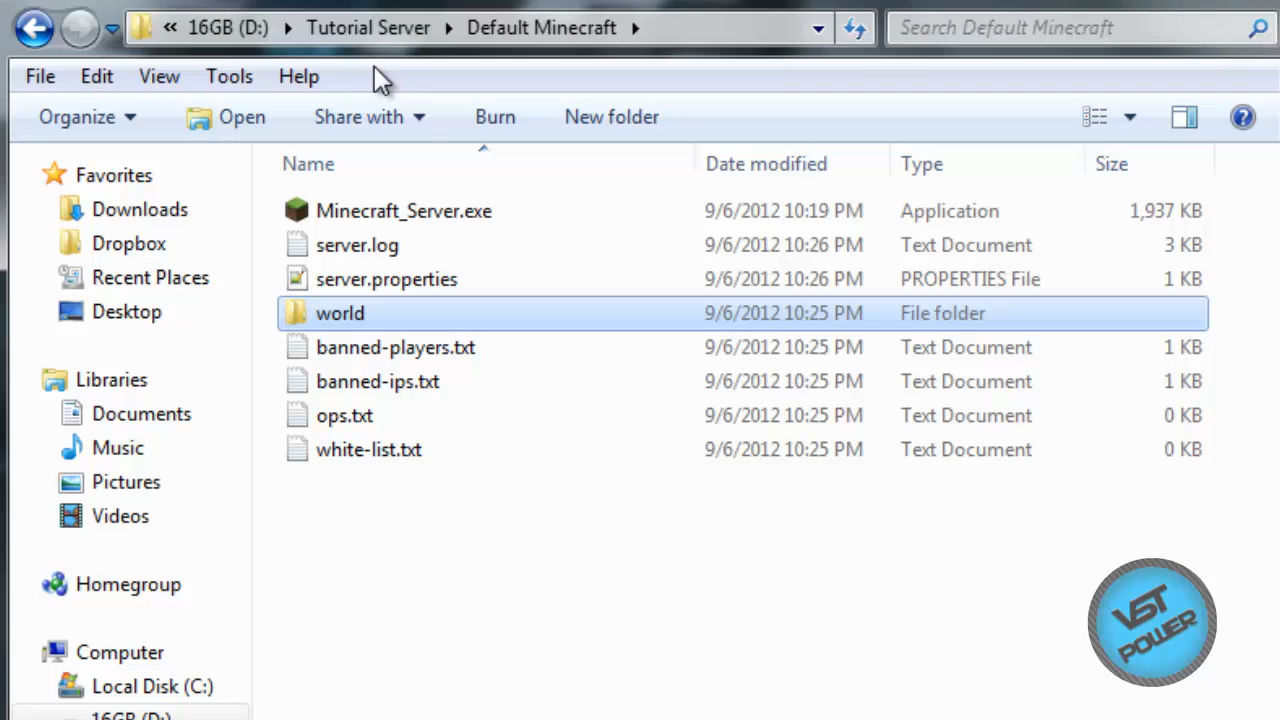 « 16GB (D:) Tutorial Server Default Minecraft Search Default Minecraft
File Edit View Tools Help
Organize Open Share with Burn New folder
Name Date modified Type Size
Favorites
Downloads
Dropbox
Recent Places
Desktop
Libraries
Documents
Music
Pictures
Videos
Homegroup
Computer
Local Disk (C:)
16GB (D:)
Minecraft_Server.exe 9/6/2012 10:19 PM Application 1,937 KB
server.log 9/6/2012 10:26 PM Text Document 3 KB
server.properties 9/6/2012 10:26 PM PROPERTIES File 1 KB
world 9/6/2012 10:25 PM File folder
banned-players.txt 9/6/2012 10:25 PM Text Document 1 KB
banned-ips.txt 9/6/2012 10:25 PM Text Document 1 KB
ops.txt 9/6/2012 10:25 PM Text Document 0 KB
white-list.txt 9/6/2012 10:25 PM Text Document 0 KB
VST
POWER